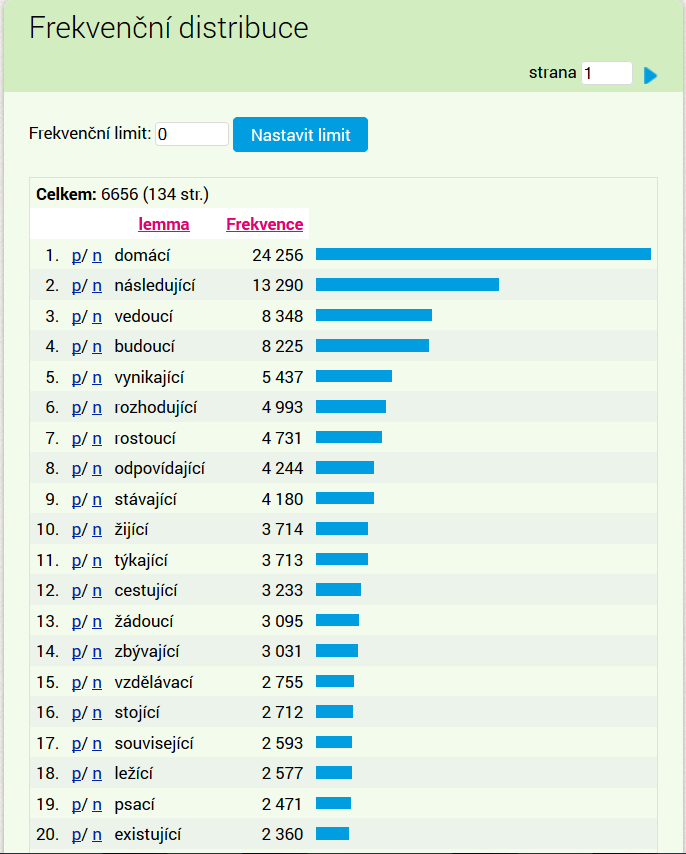 Frekvenční distribuce
strana 1
Frekvenční limit: 0 Nastavit limit
Celkem: 6656 (134 str.)
lemma Frekvence
1. p/ n domácí 24 256
2. p/ n následující 13 290
3. p/ n vedoucí 8 348
4. p/ n budoucí 8 225
5. p/ n vynikající 5 437
6. p/ n rozhodující 4 993
7. p/ n rostoucí 4 731
8. p/ n odpovídající 4 244
9. p/ n stávající 4 180
10. p/ n žijící 3 714
11. p/ n týkající 3 713
12. p/ n cestující 3 233
13. p/ n žádoucí 3 095
14. p/ n zbývající 3 031
15. p/ n vzdělávací 2 755
16. p/ n stojící 2 712
17. p/ n související 2 593
18. p/ n ležící 2 577
19. p/ n psací 2 471
20. p/ n existující 2 360